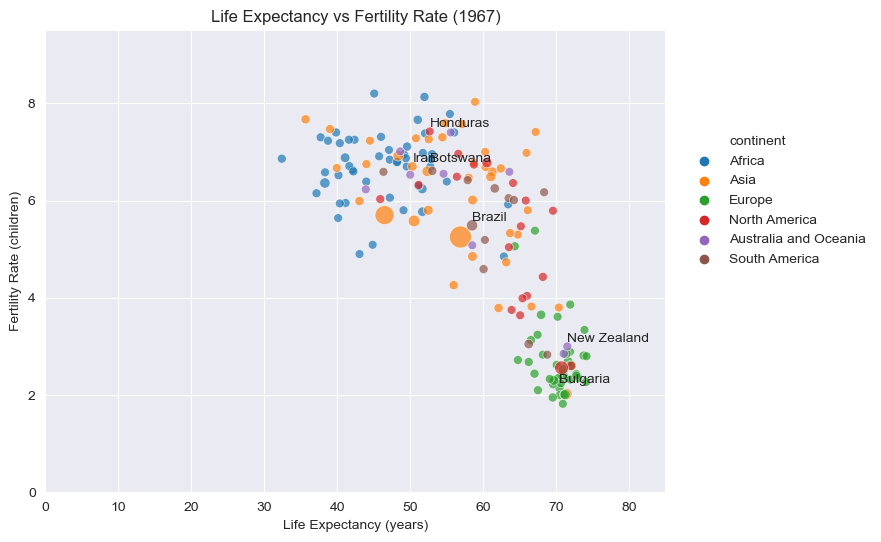 Life Expectancy vs Fertility Rate (1967)
Fertility Rate (children)
8
6
4
2
0
0 10 20 30 40 50 60 70 80
Life Expectancy (years)
Honduras
Iran
Botswana
Brazil
New Zealand
Bulgaria
continent
Africa
Asia
Europe
North America
Australia and Oceania
South America